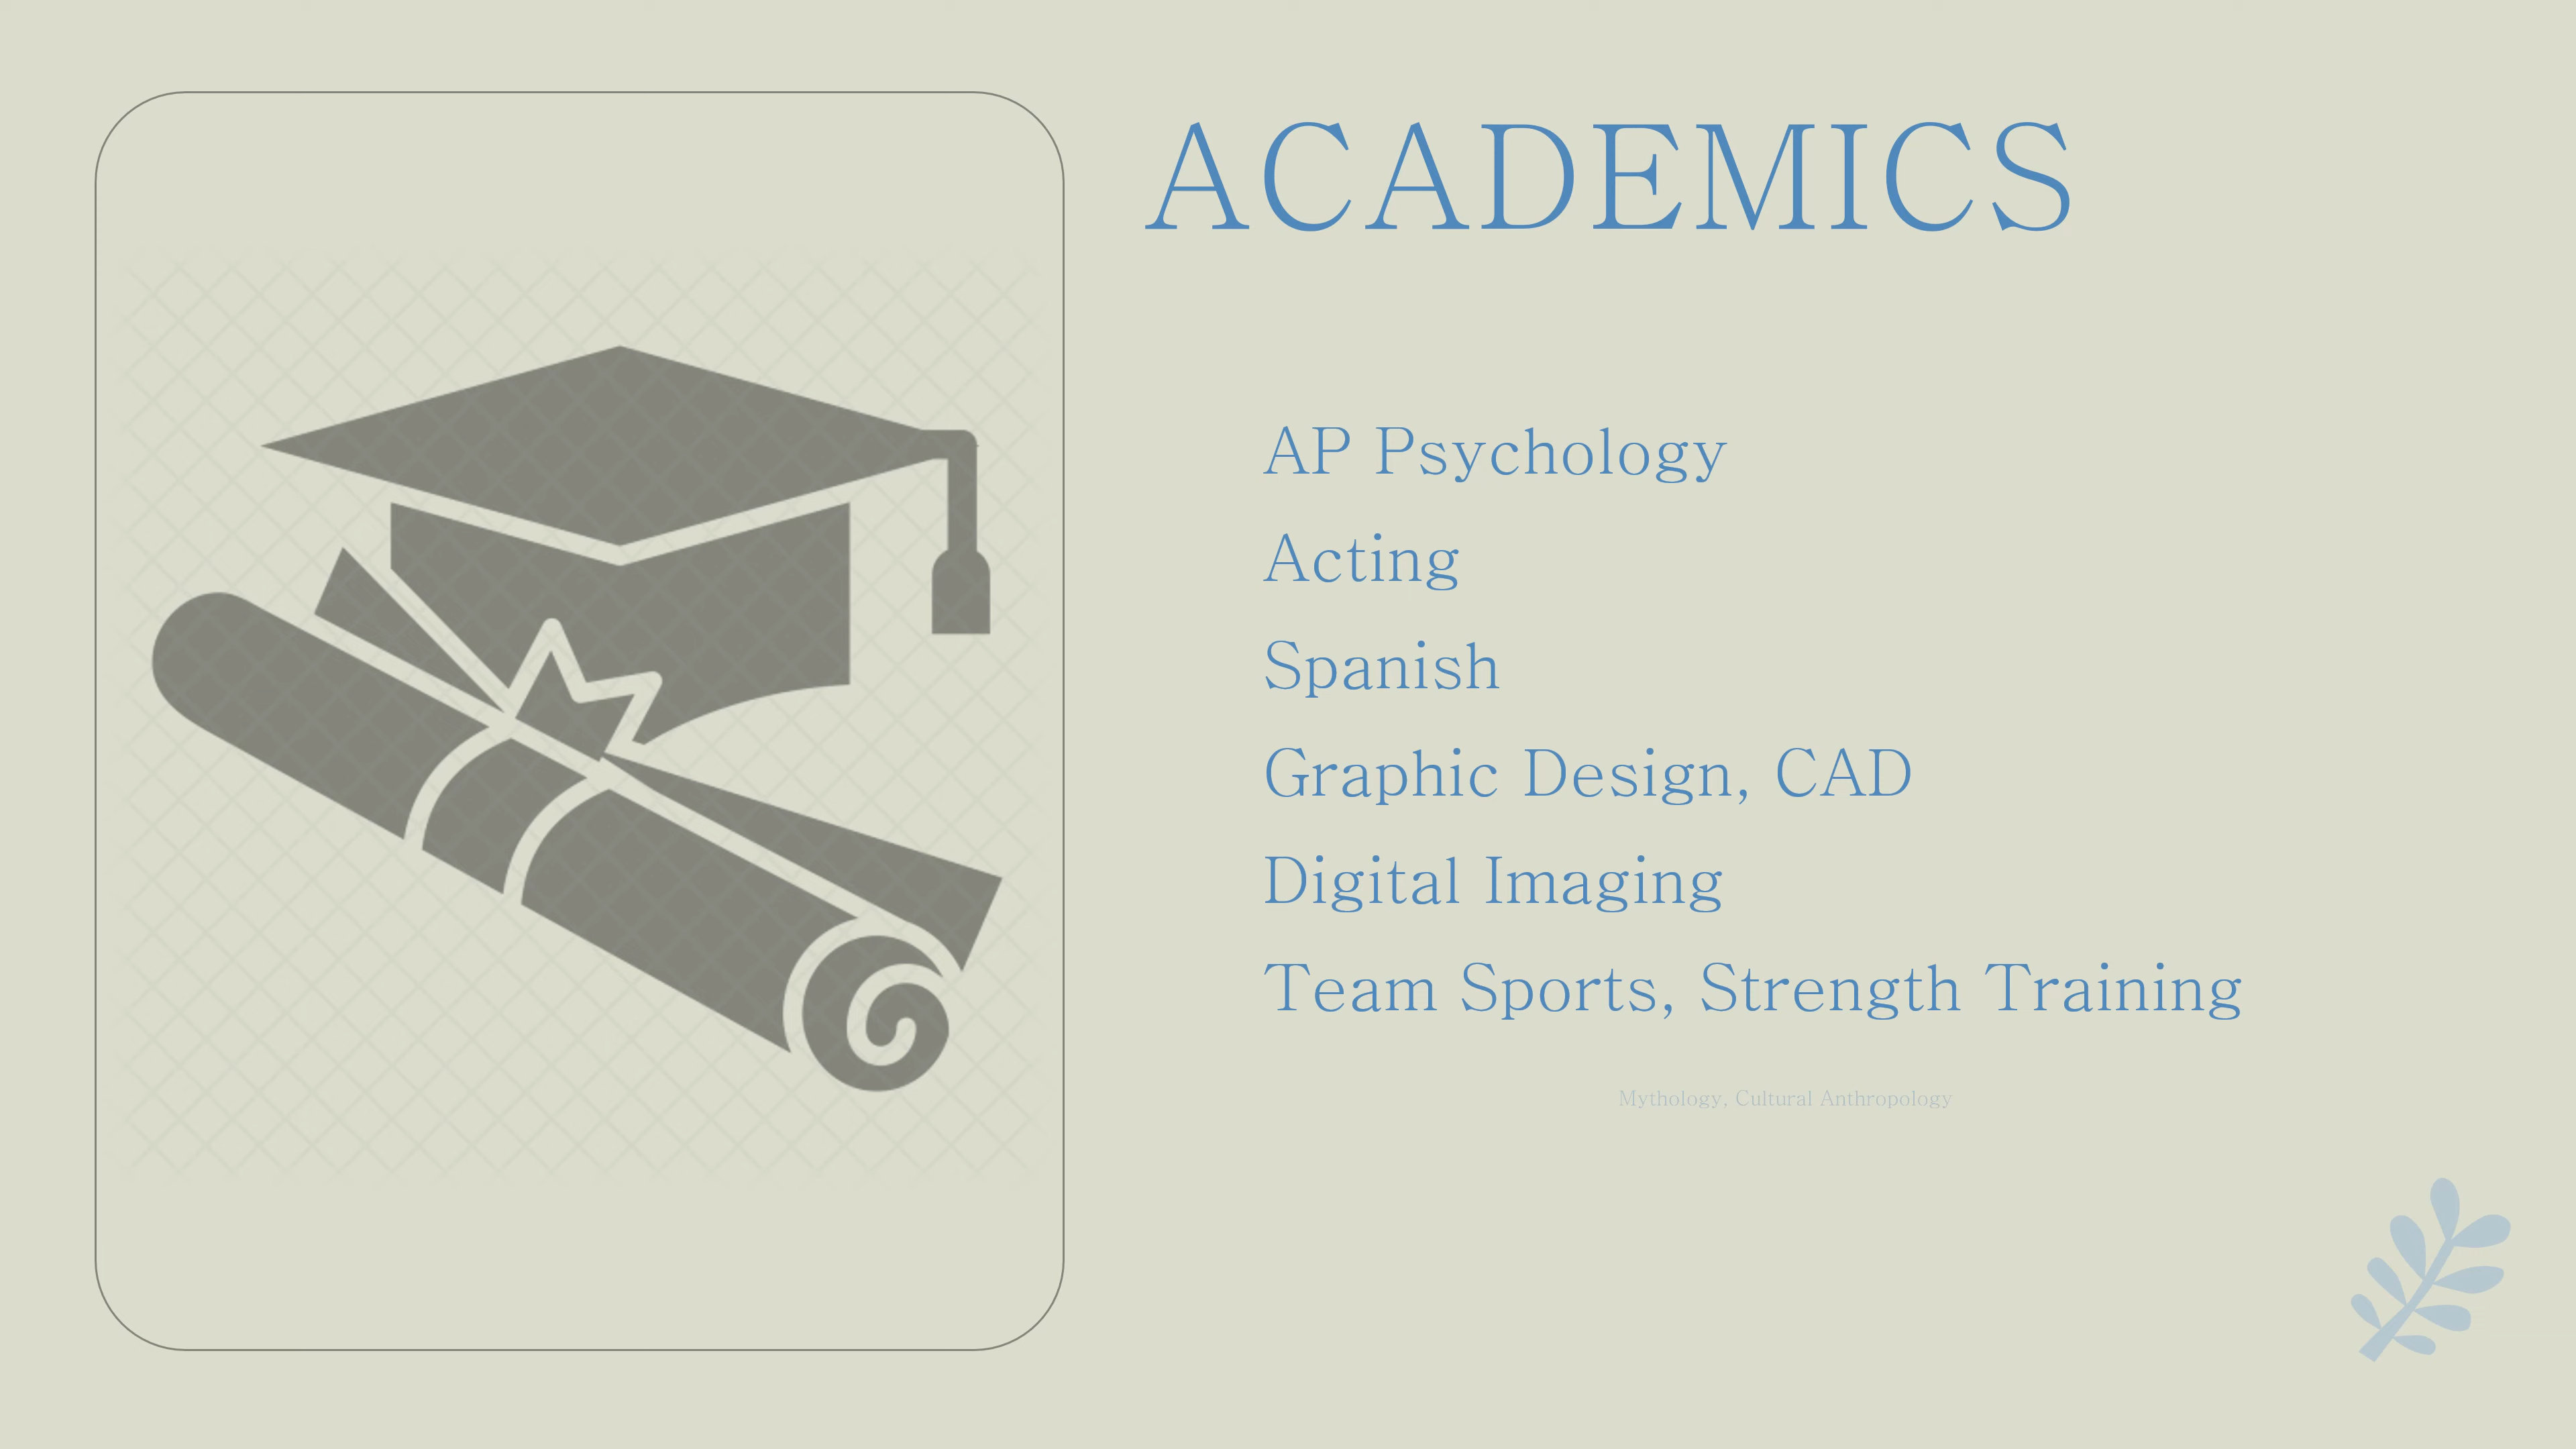 ACADEMICS
AP Psychology
Acting
Spanish
Graphic Design, CAD
Digital Imaging
Team Sports, Strength Training
Mythology, Cultural Anthropology